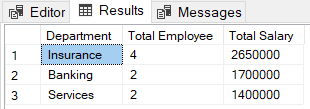 Editor Results Messages
Department Total Employee Total Salary
1 Insurance 4 2650000
2 Banking 2 1700000
3 Services 2 1400000